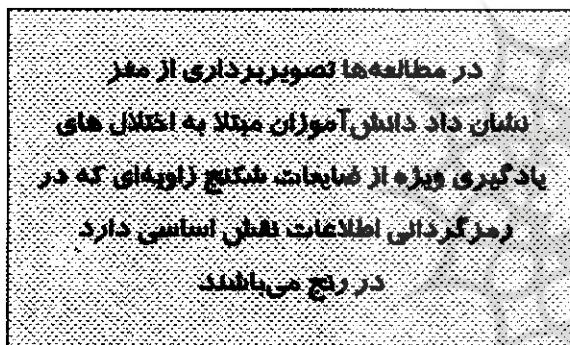 در مطالعه‌ها تصویربرداری از مغز
نشان داد دانش‌آموزان مبتلا به اختلال های
یادگیری ویژه از ضایعات شکنج زاویه‌ای که در
رمزگردانی اطلاعات نقش اساسی دارد
در رنج می‌باشند